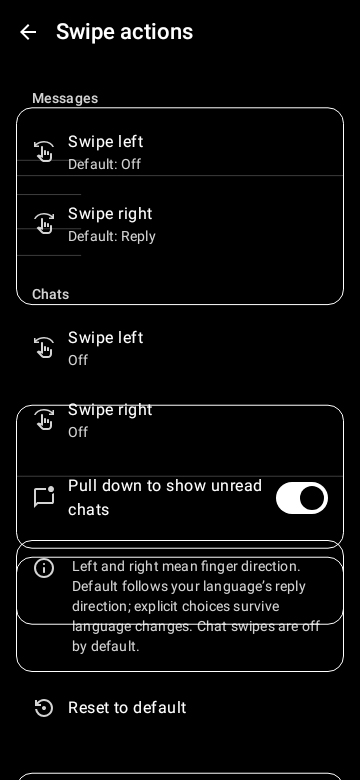 Swipe actions
Messages
Swipe left
Default: Off
Swipe right
Default: Reply
Chats
Swipe left
Off
Swipe right
Off
Pull down to show unread
chats
Left and right mean finger direction.
Default follows your language’s reply
direction; explicit choices survive
language changes. Chat swipes are off
by default.
Reset to default